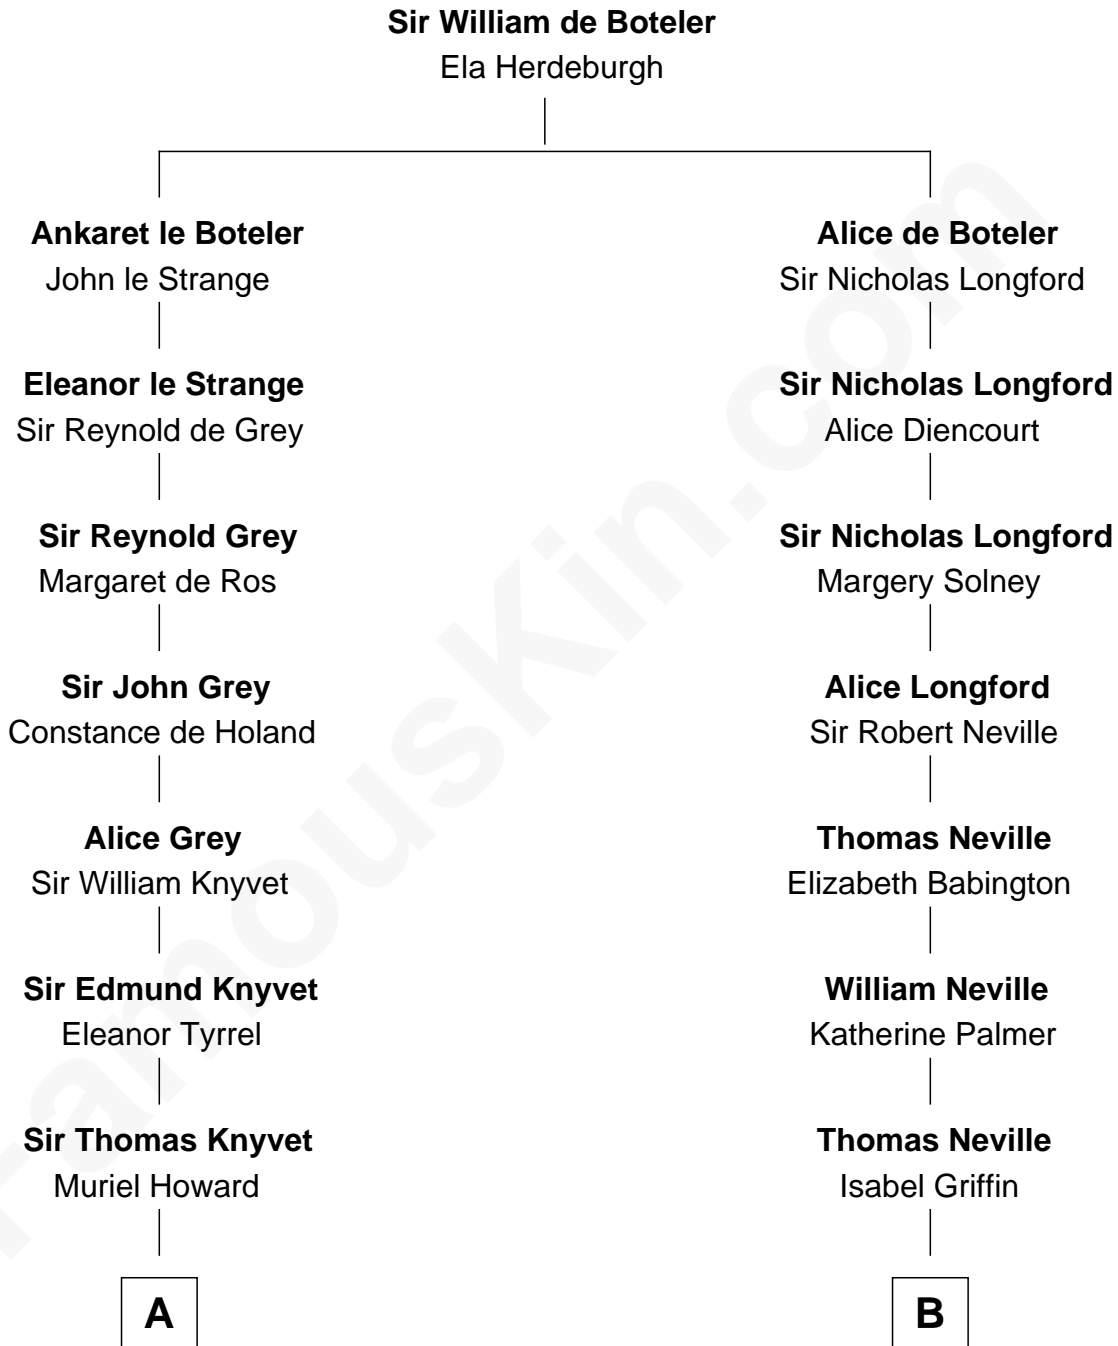 Sir William de Boteler
Ela Herdeburgh
Ankaret le Boteler
John le Strange
Eleanor le Strange
Sir Reynold de Grey
Sir Reynold Grey
Margaret de Ros
Sir John Grey
Constance de Holand
Alice Grey
Sir William Knyvet
Sir Edmund Knyvet
Eleanor Tyrrel
Sir Thomas Knyvet
Muriel Howard
A
Alice de Boteler
Sir Nicholas Longford
Sir Nicholas Longford
Alice Diencourt
Sir Nicholas Longford
Margery Solney
Alice Longford
Sir Robert Neville
Thomas Neville
Elizabeth Babington
William Neville
Katherine Palmer
Thomas Neville
Isabel Griffin
B
FamousKin.com